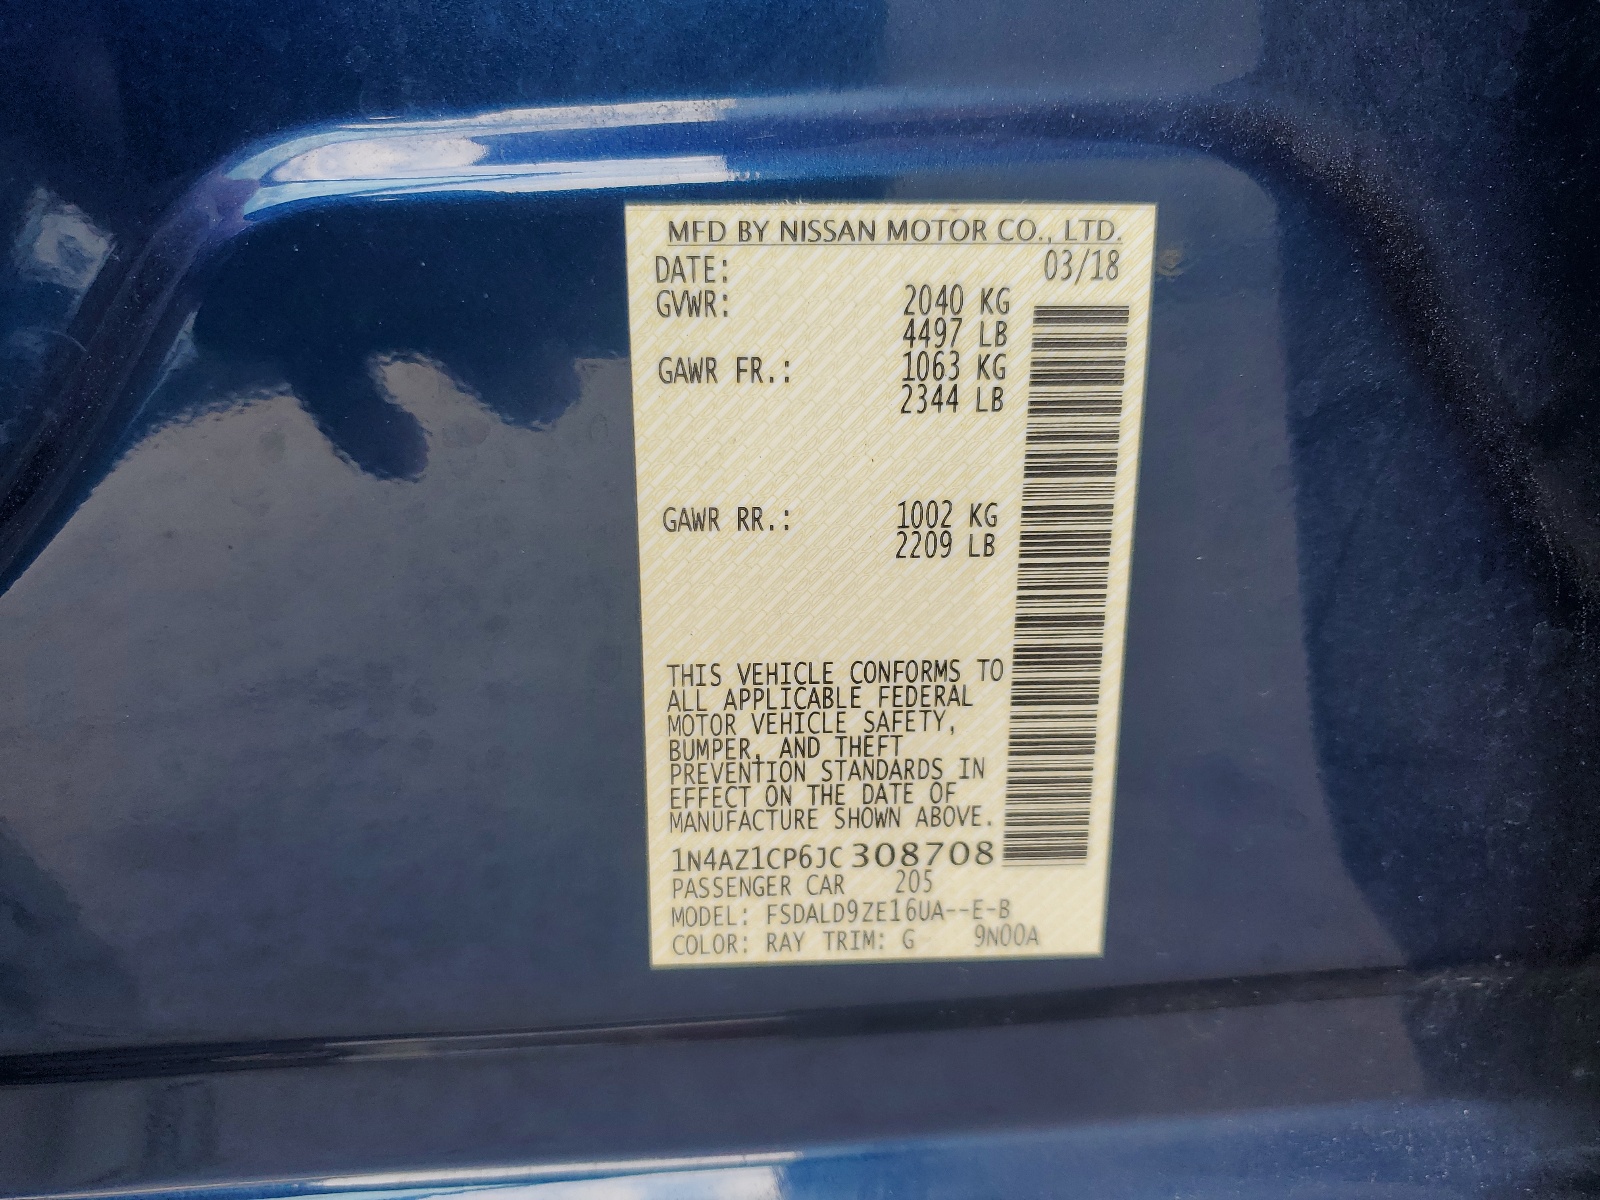 MFD BY NISSAN MOTOR CO., LTD.
DATE: 03/18
GVWR: 2040 KG
4497 LB
GAWR FR.: 1063 KG
2344 LB
GAWR RR.: 1002 KG
2209 LB
THIS VEHICLE CONFORMS TO
ALL APPLICABLE FEDERAL
MOTOR VEHICLE SAFETY,
BUMPER, AND THEFT
PREVENTION STANDARDS IN
EFFECT ON THE DATE OF
MANUFACTURE SHOWN ABOVE.
1N4AZ1CP6JC308708
PASSENGER CAR 205
MODEL: FSDALD9ZE16UA--E-B
COLOR: RAY TRIM: G 9N00A